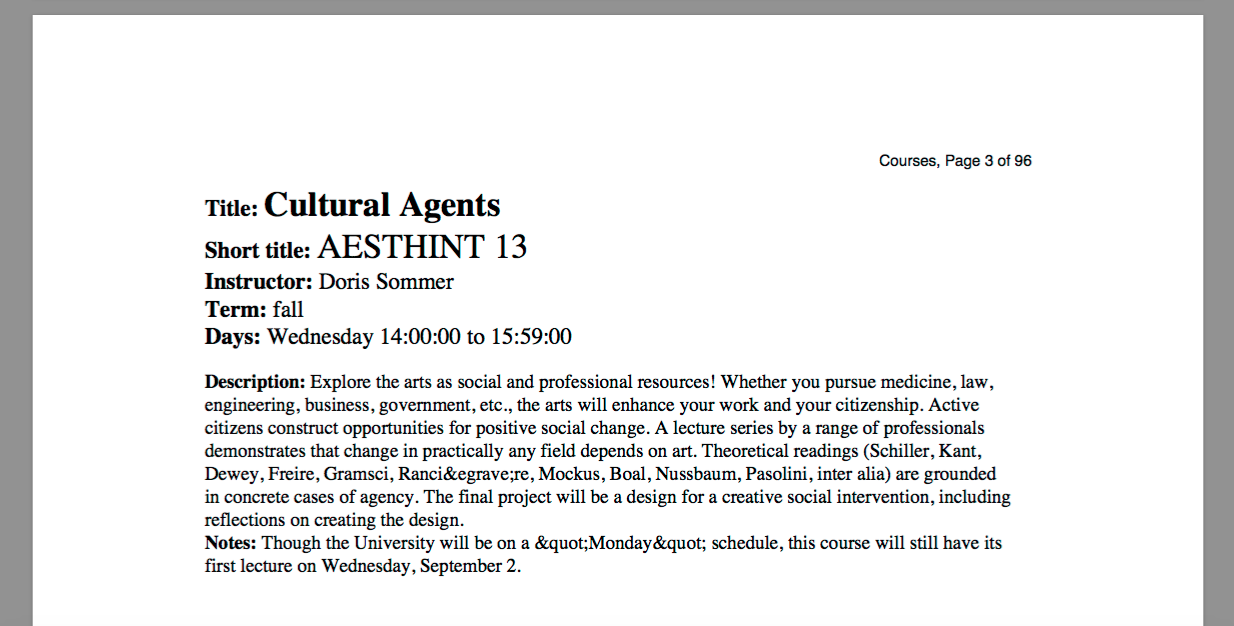 Courses, Page 3 of 96
Title: Cultural Agents
Short title: AESTHINT 13
Instructor: Doris Sommer
Term: fall
Days: Wednesday 14:00:00 to 15:59:00
Description: Explore the arts as social and professional resources! Whether you pursue medicine, law,
engineering, business, government, etc., the arts will enhance your work and your citizenship. Active
citizens construct opportunities for positive social change. A lecture series by a range of professionals
demonstrates that change in practically any field depends on art. Theoretical readings (Schiller, Kant,
Dewey, Freire, Gramsci, Ranci&egrave;re, Mockus, Boal, Nussbaum, Pasolini, inter alia) are grounded
in concrete cases of agency. The final project will be a design for a creative social intervention, including
reflections on creating the design.
Notes: Though the University will be on a &quot;Monday&quot; schedule, this course will still have its
first lecture on Wednesday, September 2.